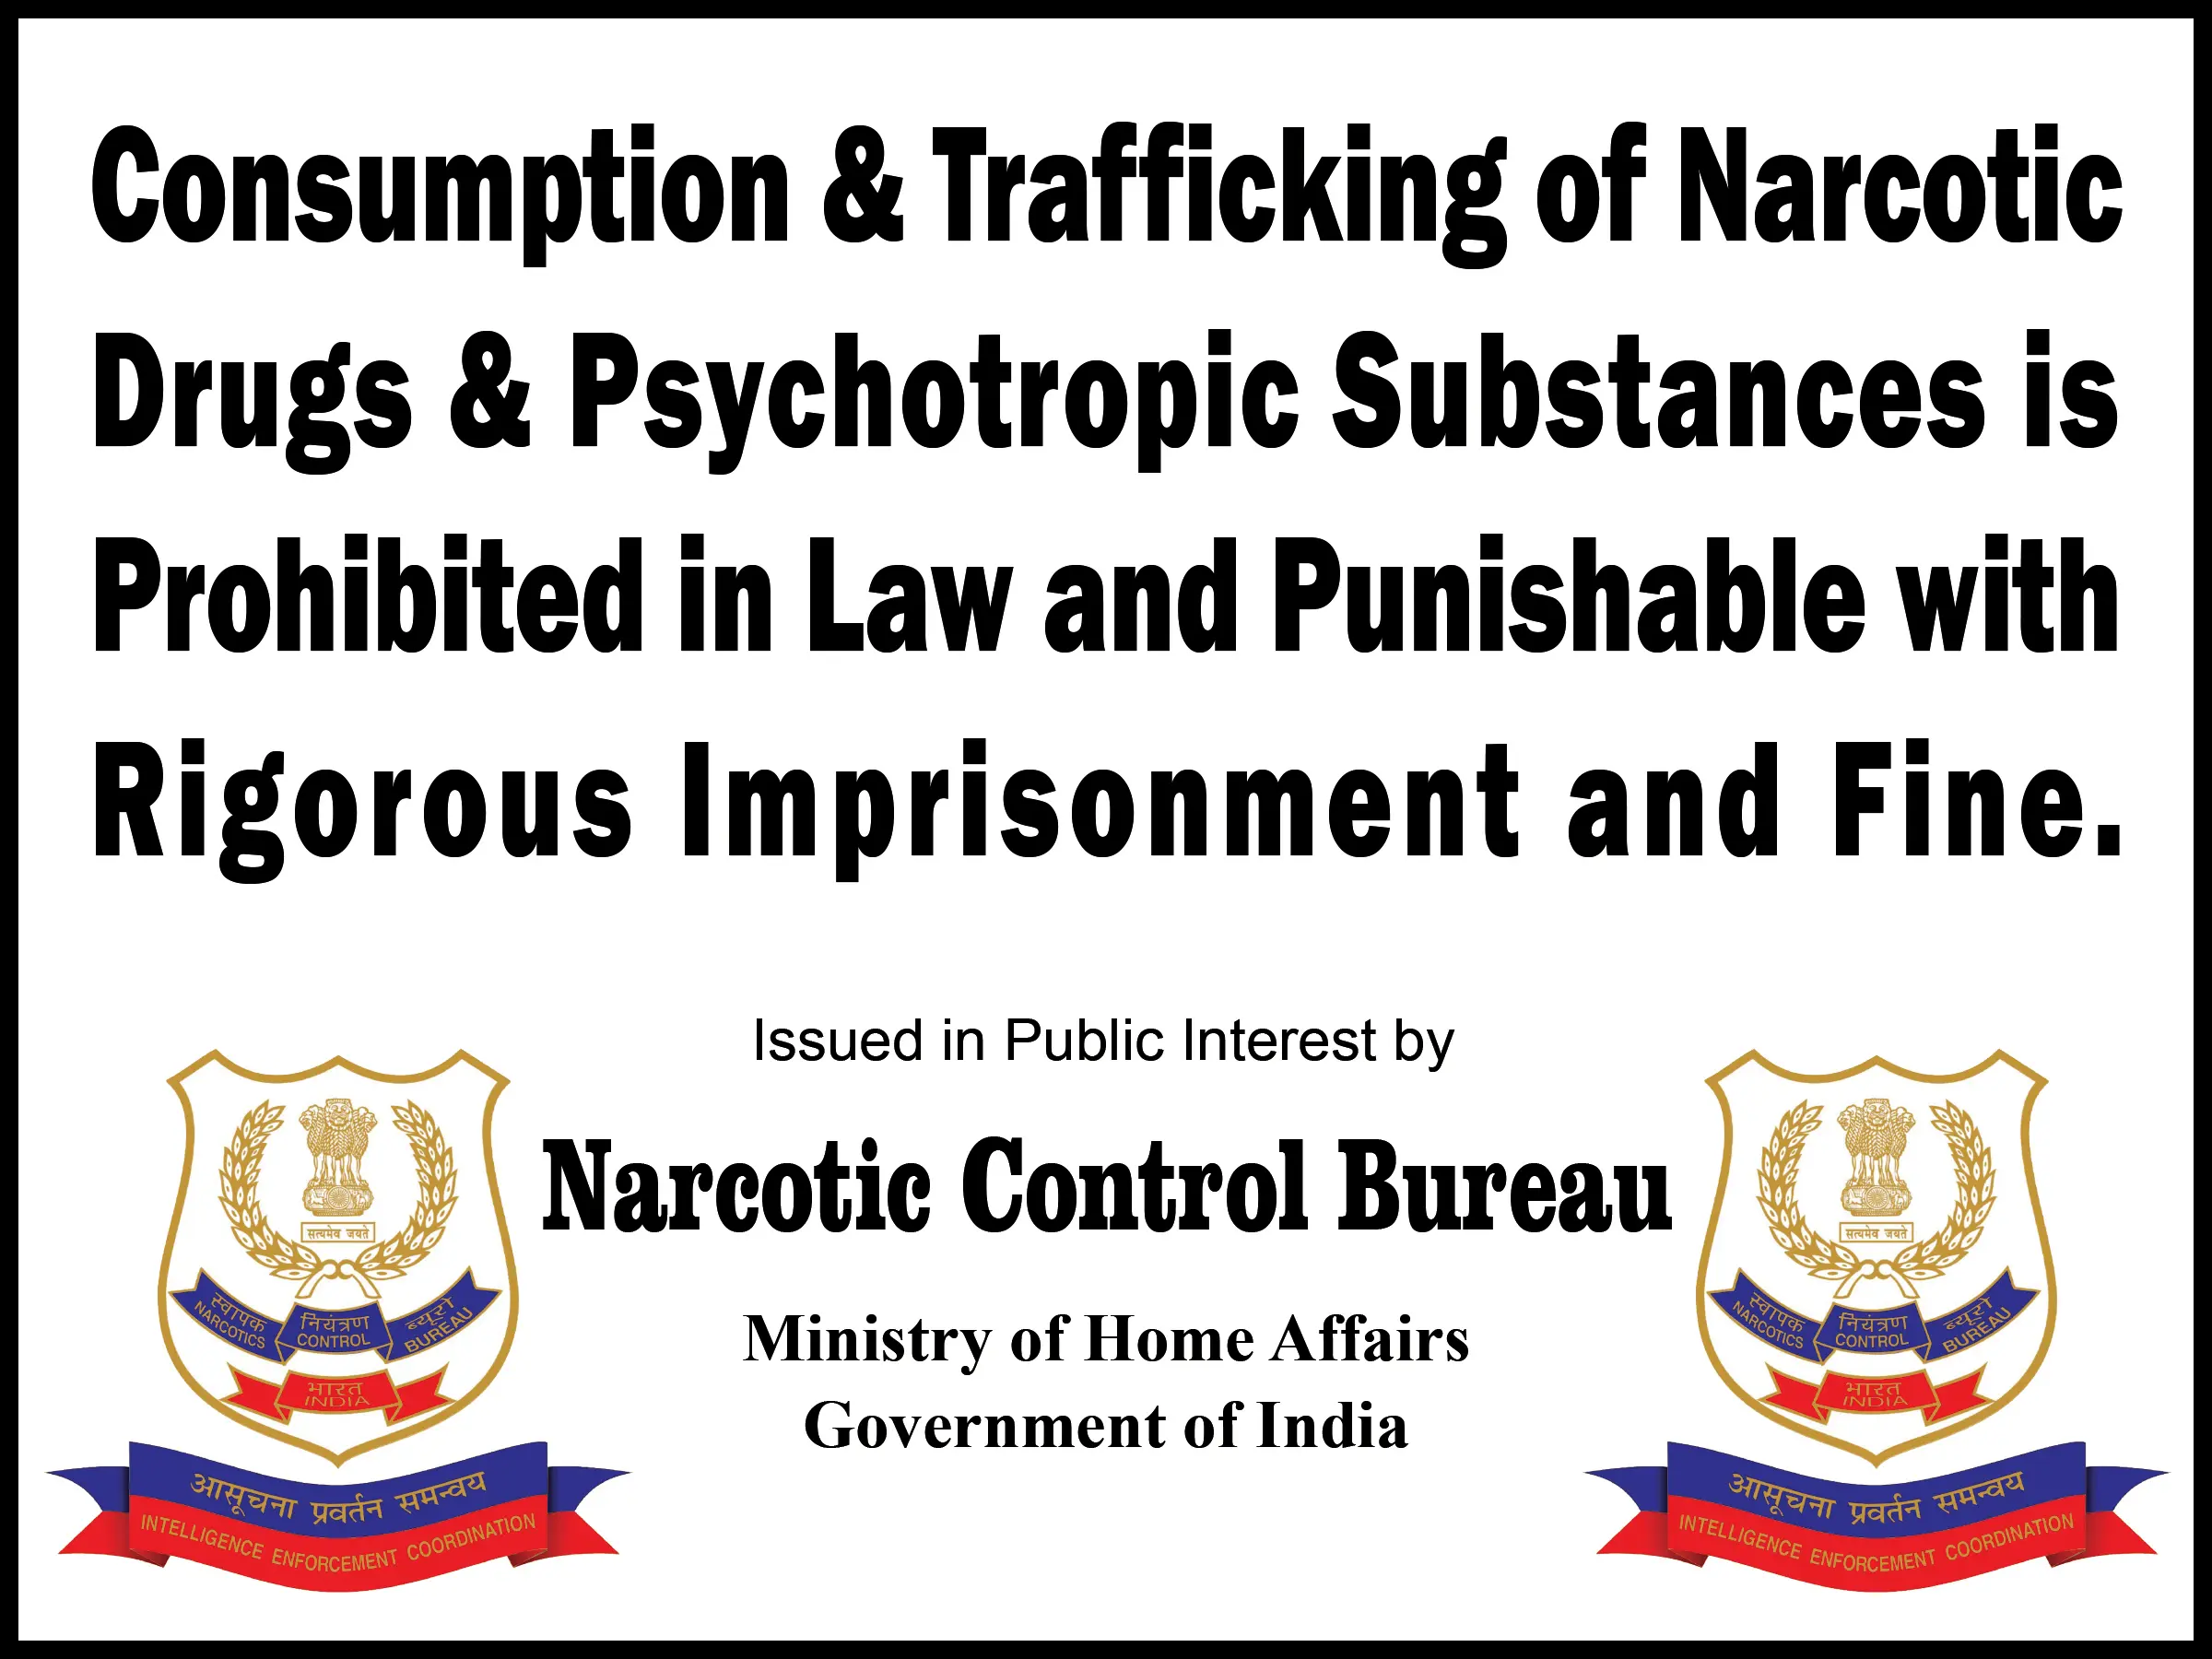 Consumption & Trafficking of Narcotic
Drugs & Psychotropic Substances is
Prohibited in Law and Punishable with
Rigorous Imprisonment and Fine.
Issued in Public Interest by
Narcotic Control Bureau
Ministry of Home Affairs
Government of India
सत्यमेव जयते
स्वापक नियंत्रण ब्यूरो
NARCOTICS CONTROL BUREAU
भारत
INDIA
आसूचना प्रवर्तन समन्वय
INTELLIGENCE ENFORCEMENT COORDINATION
सत्यमेव जयते
स्वापक नियंत्रण ब्यूरो
NARCOTICS CONTROL BUREAU
भारत
INDIA
आसूचना प्रवर्तन समन्वय
INTELLIGENCE ENFORCEMENT COORDINATION